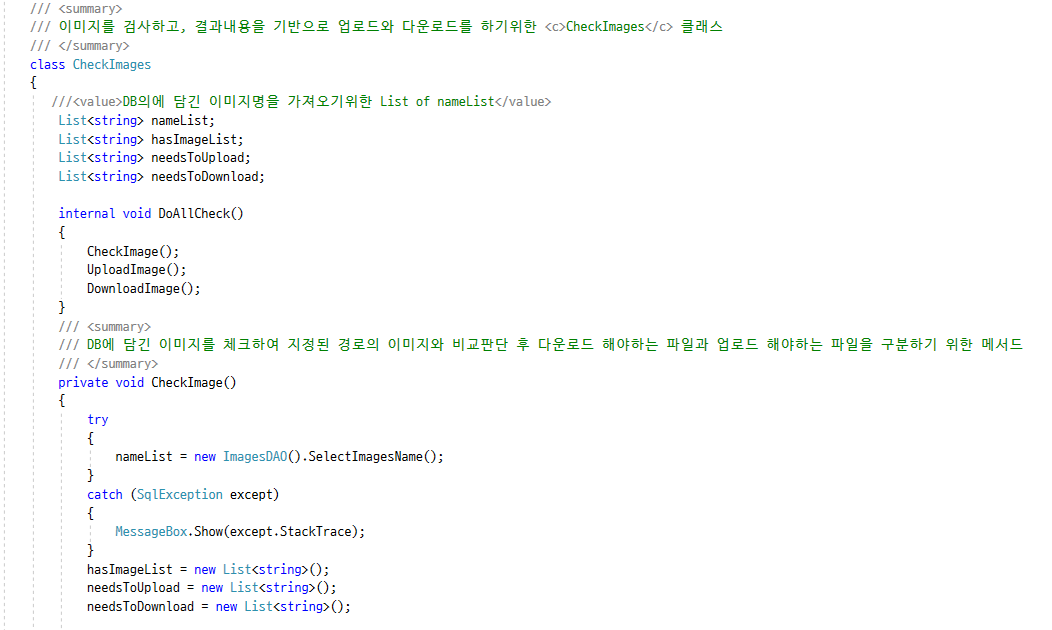 /// <summary>
/// 이미지를 검사하고, 결과내용을 기반으로 업로드와 다운로드를 하기위한 <c>CheckImages</c> 클래스
/// </summary>
class CheckImages
{
///<value>DB의에 담긴 이미지명을 가져오기위한 List of nameList</value>
List<string> nameList;
List<string> hasImageList;
List<string> needsToUpload;
List<string> needsToDownload;
internal void DoAllCheck()
{
CheckImage();
UploadImage();
DownloadImage();
}
/// <summary>
/// DB에 담긴 이미지를 체크하여 지정된 경로의 이미지와 비교판단 후 다운로드 해야하는 파일과 업로드 해야하는 파일을 구분하기 위한 메서드
/// </summary>
private void CheckImage()
{
try
{
nameList = new ImagesDAO().SelectImagesName();
}
catch (SqlException except)
{
MessageBox.Show(except.StackTrace);
}
hasImageList = new List<string>();
needsToUpload = new List<string>();
needsToDownload = new List<string>();